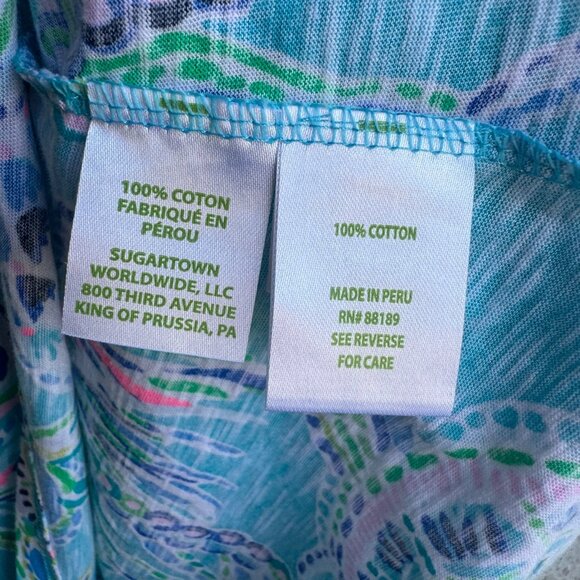 100% COTON
FABRIQUÉ EN
PÉROU
SUGARTOWN
WORLDWIDE, LLC
800 THIRD AVENUE
KING OF PRUSSIA, PA
100% COTTON
MADE IN PERU
RN# 88189
SEE REVERSE
FOR CARE